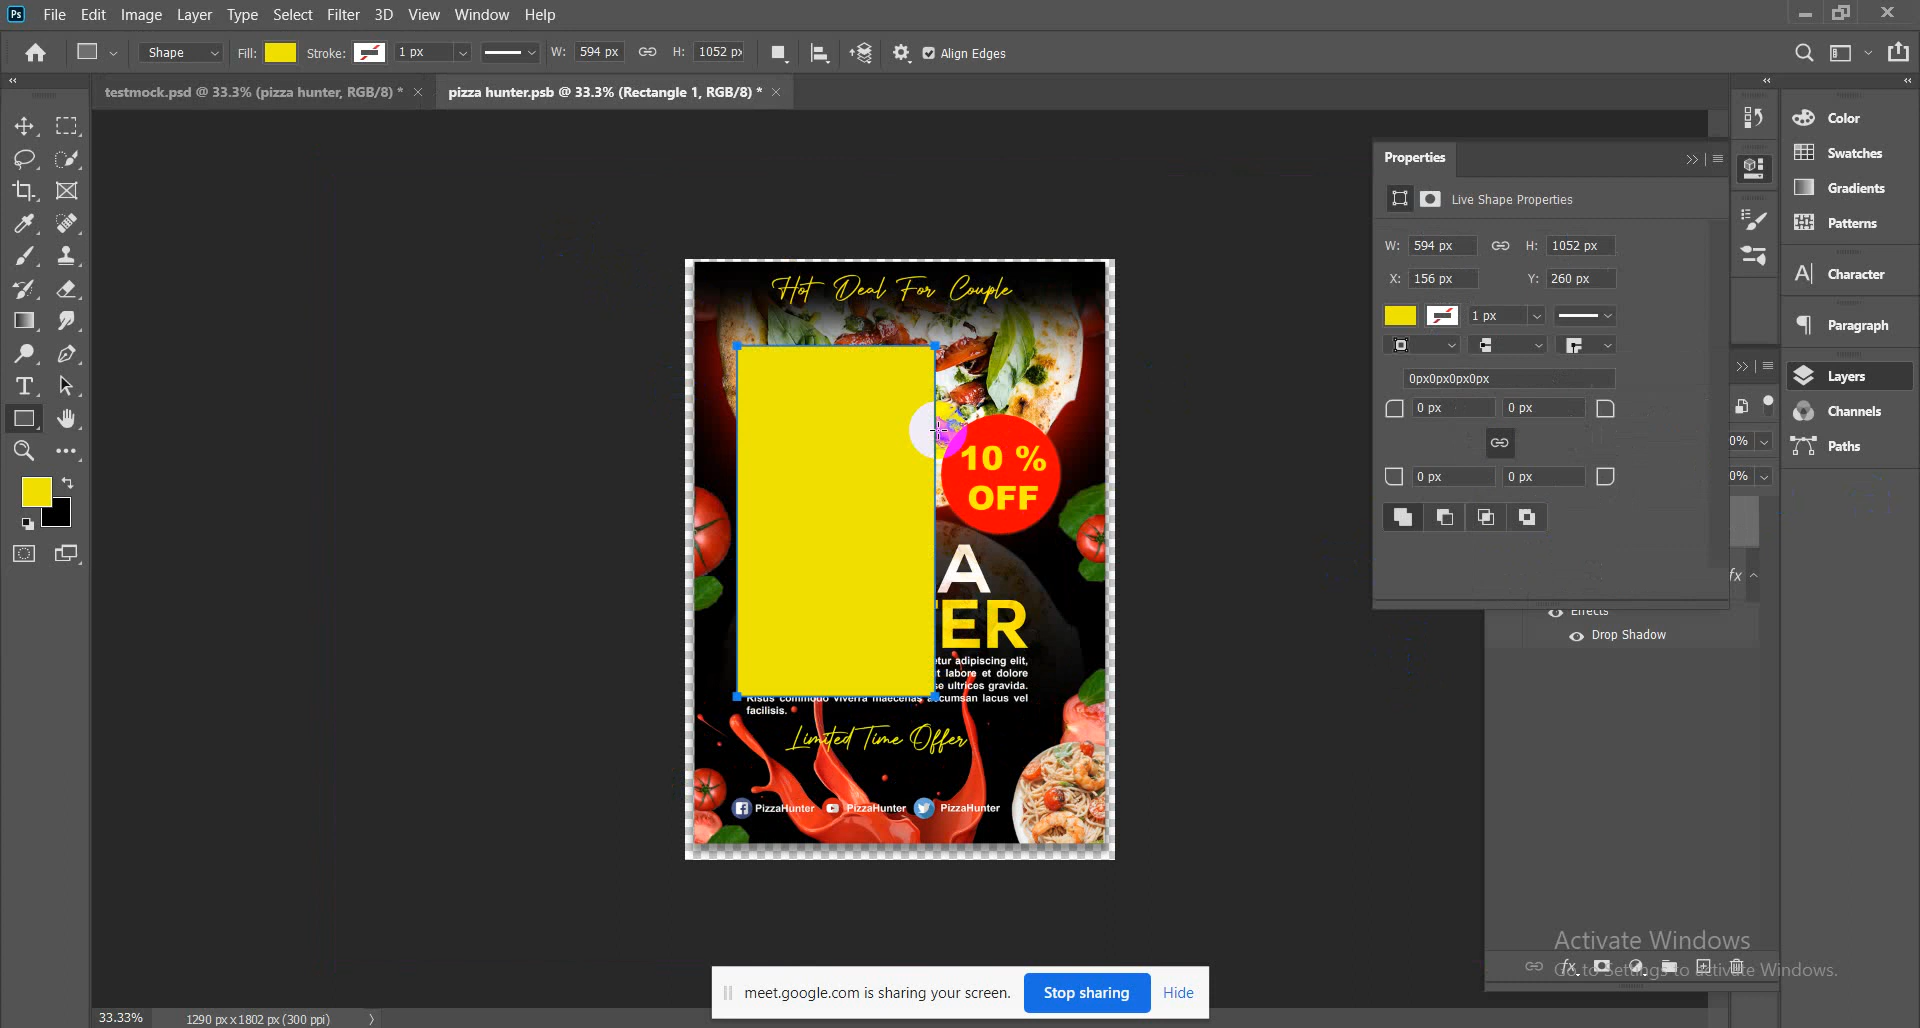 Ps File Edit Image Layer Type Select Filter 3D View Window Help
Shape Fill: Stroke: 1 px W: 594 px H: 1052 px Align Edges
testmock.psd @ 33.3% (pizza hunter, RGB/8) * × pizza hunter.psb @ 33.3% (Rectangle 1, RGB/8) * ×
Properties
Live Shape Properties
W: 594 px H: 1052 px
X: 156 px Y: 260 px
1 px
0px0px0px0px
0 px 0 px
0 px 0 px
Color
Swatches
Gradients
Patterns
Character
Paragraph
Layers
Channels
Paths
0%
0%
fx
Effects
Drop Shadow
Hot Deal For Couple
10 %
OFF
A
ER
etur adipiscing elit,
t labore et dolore
se ultrices gravida.
Risus commodo viverra maecenas accumsan lacus vel
facilisis.
Limited Time Offer
PizzaHunter PizzaHunter PizzaHunter
Activate Windows
Go to Settings to activate Windows.
meet.google.com is sharing your screen. Stop sharing Hide
33.33% 1290 px x 1802 px (300 ppi)